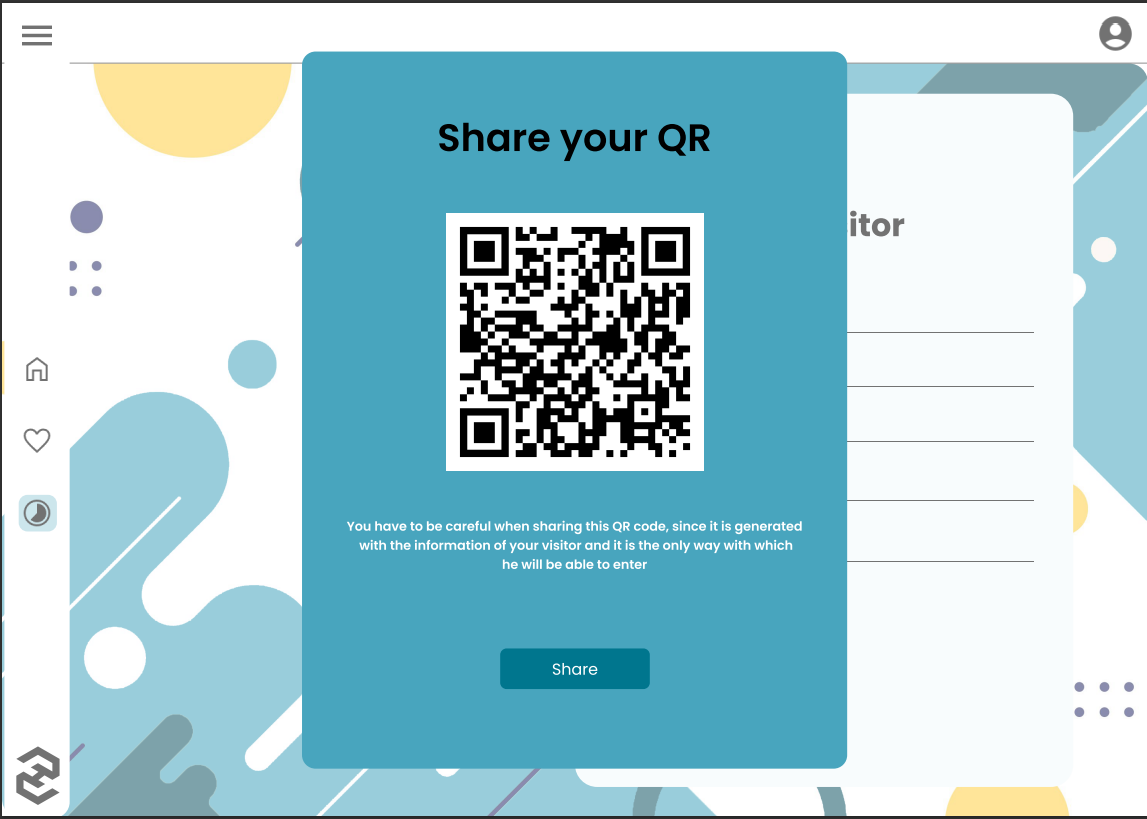 Share your QR
itor
You have to be careful when sharing this QR code, since it is generated
with the information of your visitor and it is the only way with which
he will be able to enter
Share